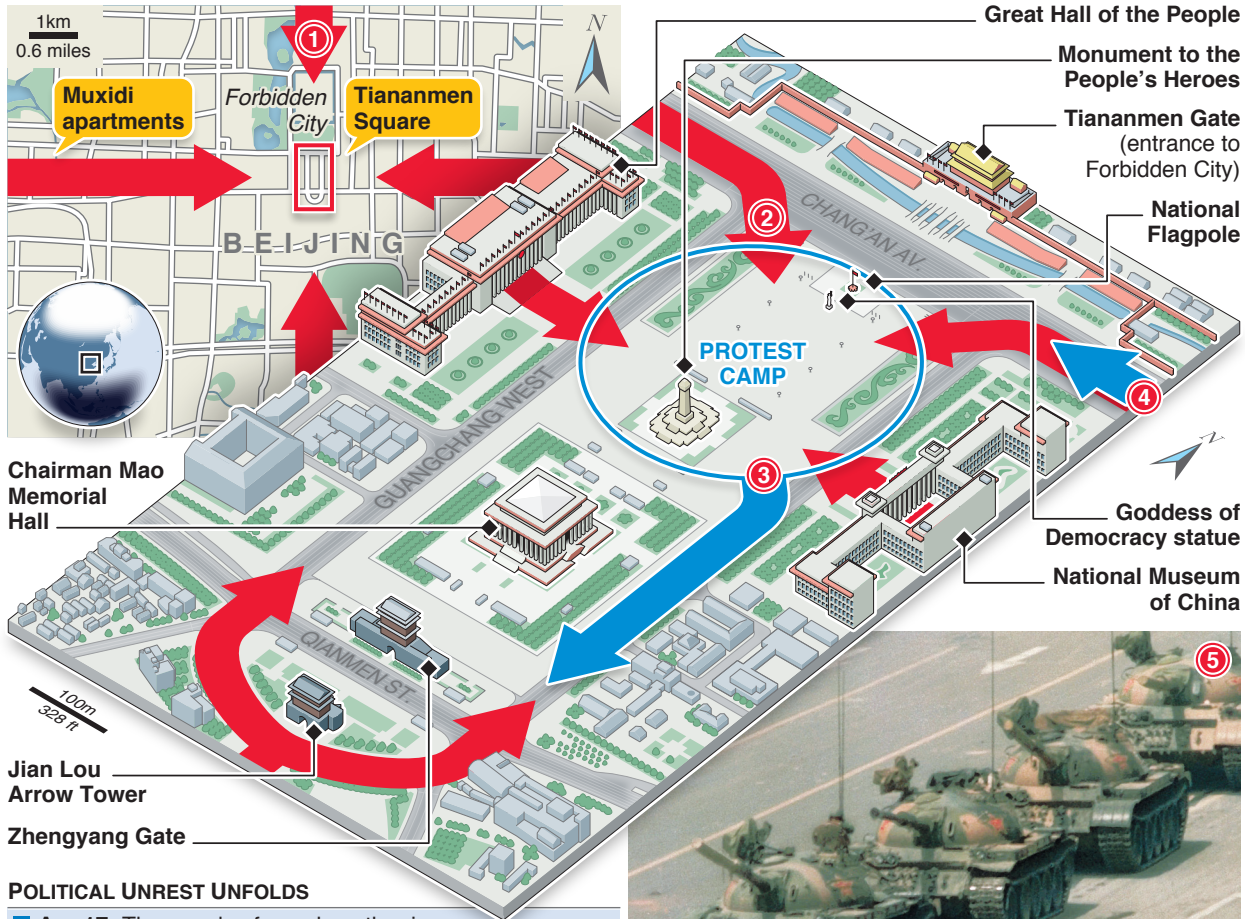 1km
0.6 miles
1
N
Muxidi
apartments
Forbidden
City
Tiananmen
Square
BEIJING
Great Hall of the People
Monument to the
People's Heroes
Tiananmen Gate
(entrance to
Forbidden City)
National
Flagpole
2
CHANG'AN AV.
PROTEST
CAMP
4
N
3
GUANGCHANG WEST
Chairman Mao
Memorial
Hall
Goddess of
Democracy statue
National Museum
of China
QIANMEN ST.
100m
328 ft
5
Jian Lou
Arrow Tower
Zhengyang Gate
POLITICAL UNREST UNFOLDS